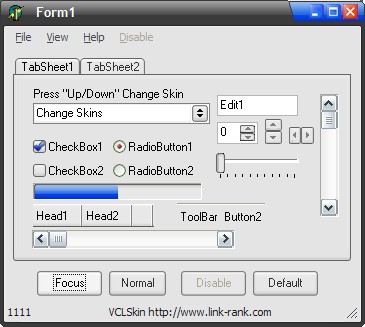 Form1
File View Help Disable
TabSheet1 TabSheet2
Press "Up/Down" Change Skin
Change Skins
Edit1
0
CheckBox1 RadioButton1
CheckBox2 RadioButton2
Head1 Head2
ToolBar Button2
Focus Normal Disable Default
1111 VCLSkin http://www.link-rank.com